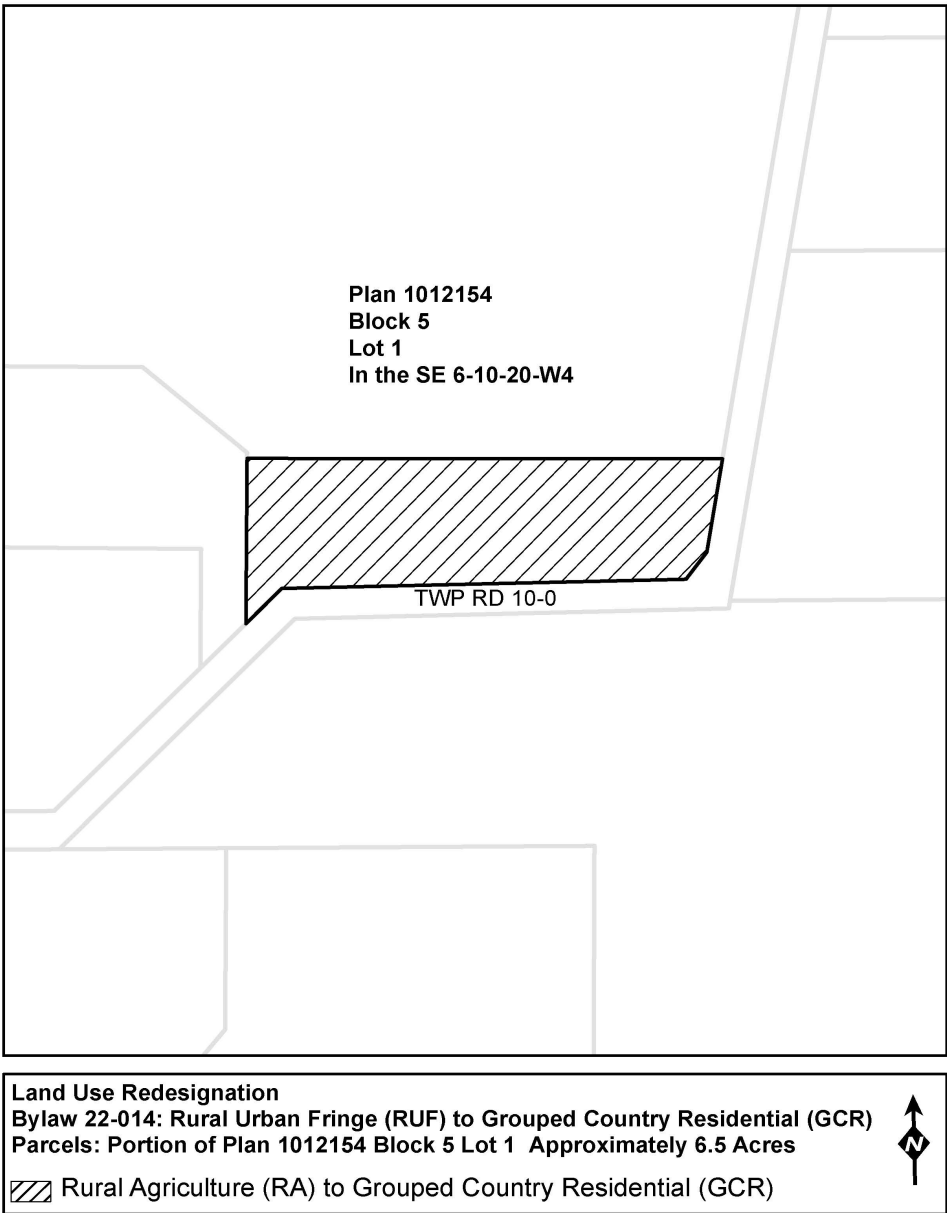 Plan 1012154
Block 5
Lot 1
In the SE 6-10-20-W4
TWP RD 10-0
Land Use Redesignation
Bylaw 22-014: Rural Urban Fringe (RUF) to Grouped Country Residential (GCR)
Parcels: Portion of Plan 1012154 Block 5 Lot 1 Approximately 6.5 Acres
N
Rural Agriculture (RA) to Grouped Country Residential (GCR)